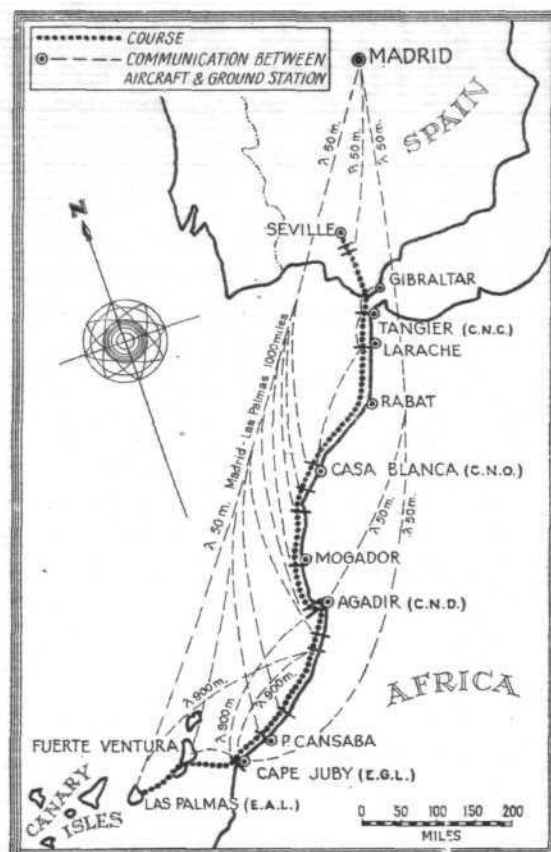 COURSE
COMMUNICATION BETWEEN
AIRCRAFT & GROUND STATION
MADRID
SPAIN
λ 50 m.
λ 50 m.
λ 50 m.
N
SEVILLE
GIBRALTAR
TANGIER (C.N.C.)
LARACHE
RABAT
λ 50 m. Madrid - Las Palmas 1000 miles
CASA BLANCA (C.N.O.)
λ 50 m.
λ 50 m.
MOGADOR
AGADIR (C.N.D.)
AFRICA
λ 900 m.
λ 900 m.
λ 900 m.
P. CANSABA
FUERTE VENTURA
CAPE JUBY (E.G.L.)
LAS PALMAS (E.A.L.)
CANARY
ISLES
0 50 100 150 200
MILES